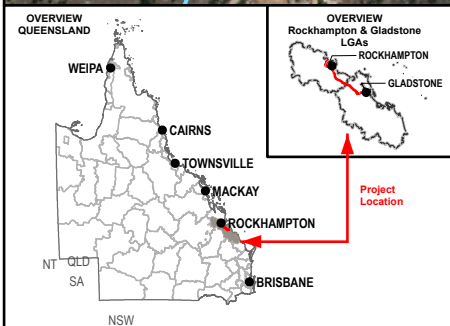 OVERVIEW
QUEENSLAND
WEIPA
CAIRNS
TOWNSVILLE
MACKAY
ROCKHAMPTON
BRISBANE
NT
QLD
SA
NSW
OVERVIEW
Rockhampton & Gladstone
LGAs
ROCKHAMPTON
GLADSTONE
Project
Location